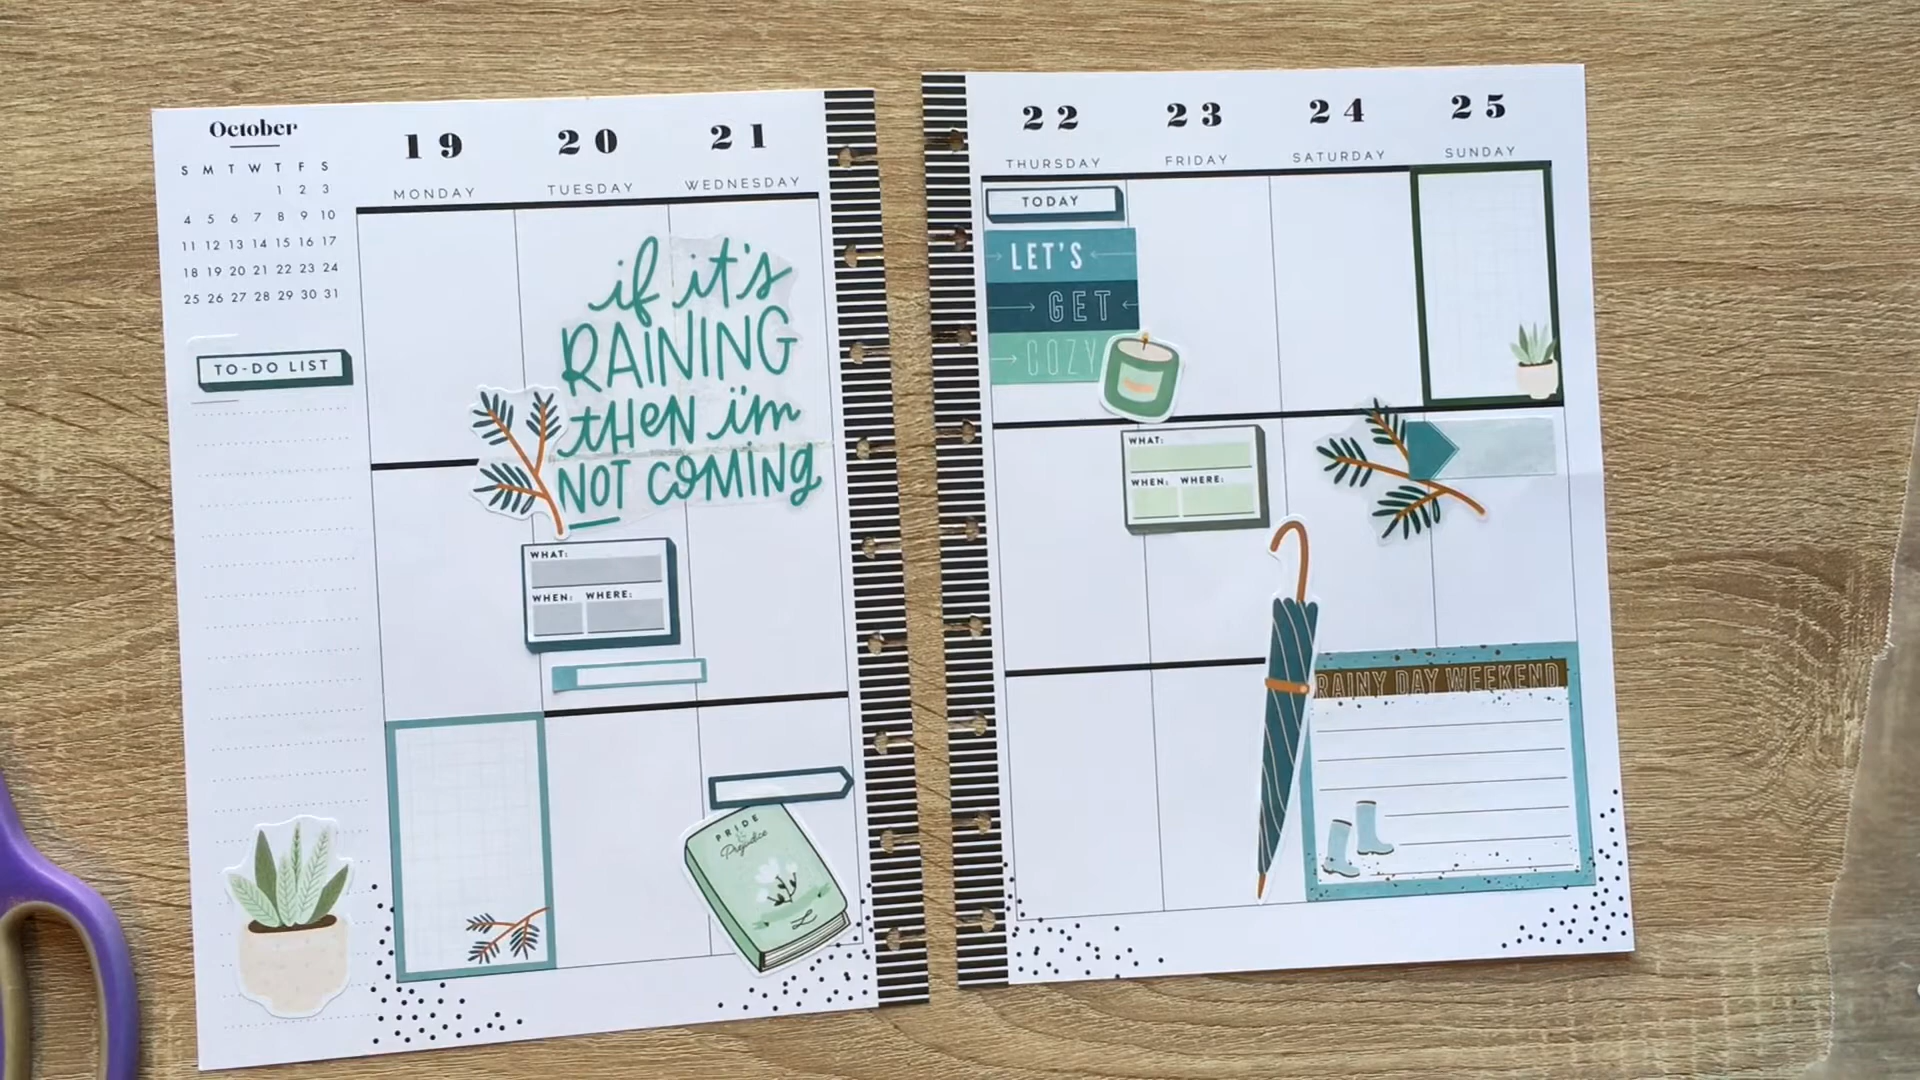 October
S M T W T F S
1 2 3
4 5 6 7 8 9 10
11 12 13 14 15 16 17
18 19 20 21 22 23 24
25 26 27 28 29 30 31
TO-DO LIST
19 20 21
MONDAY TUESDAY WEDNESDAY
if it's
RAINING
THEN i'm
NOT COMING
WHAT:
WHEN: WHERE:
PRIDE
&
Prejudice
22 23 24 25
THURSDAY FRIDAY SATURDAY SUNDAY
TODAY
LET'S
GET
COZY
WHAT:
WHEN: WHERE:
RAINY DAY WEEKEND